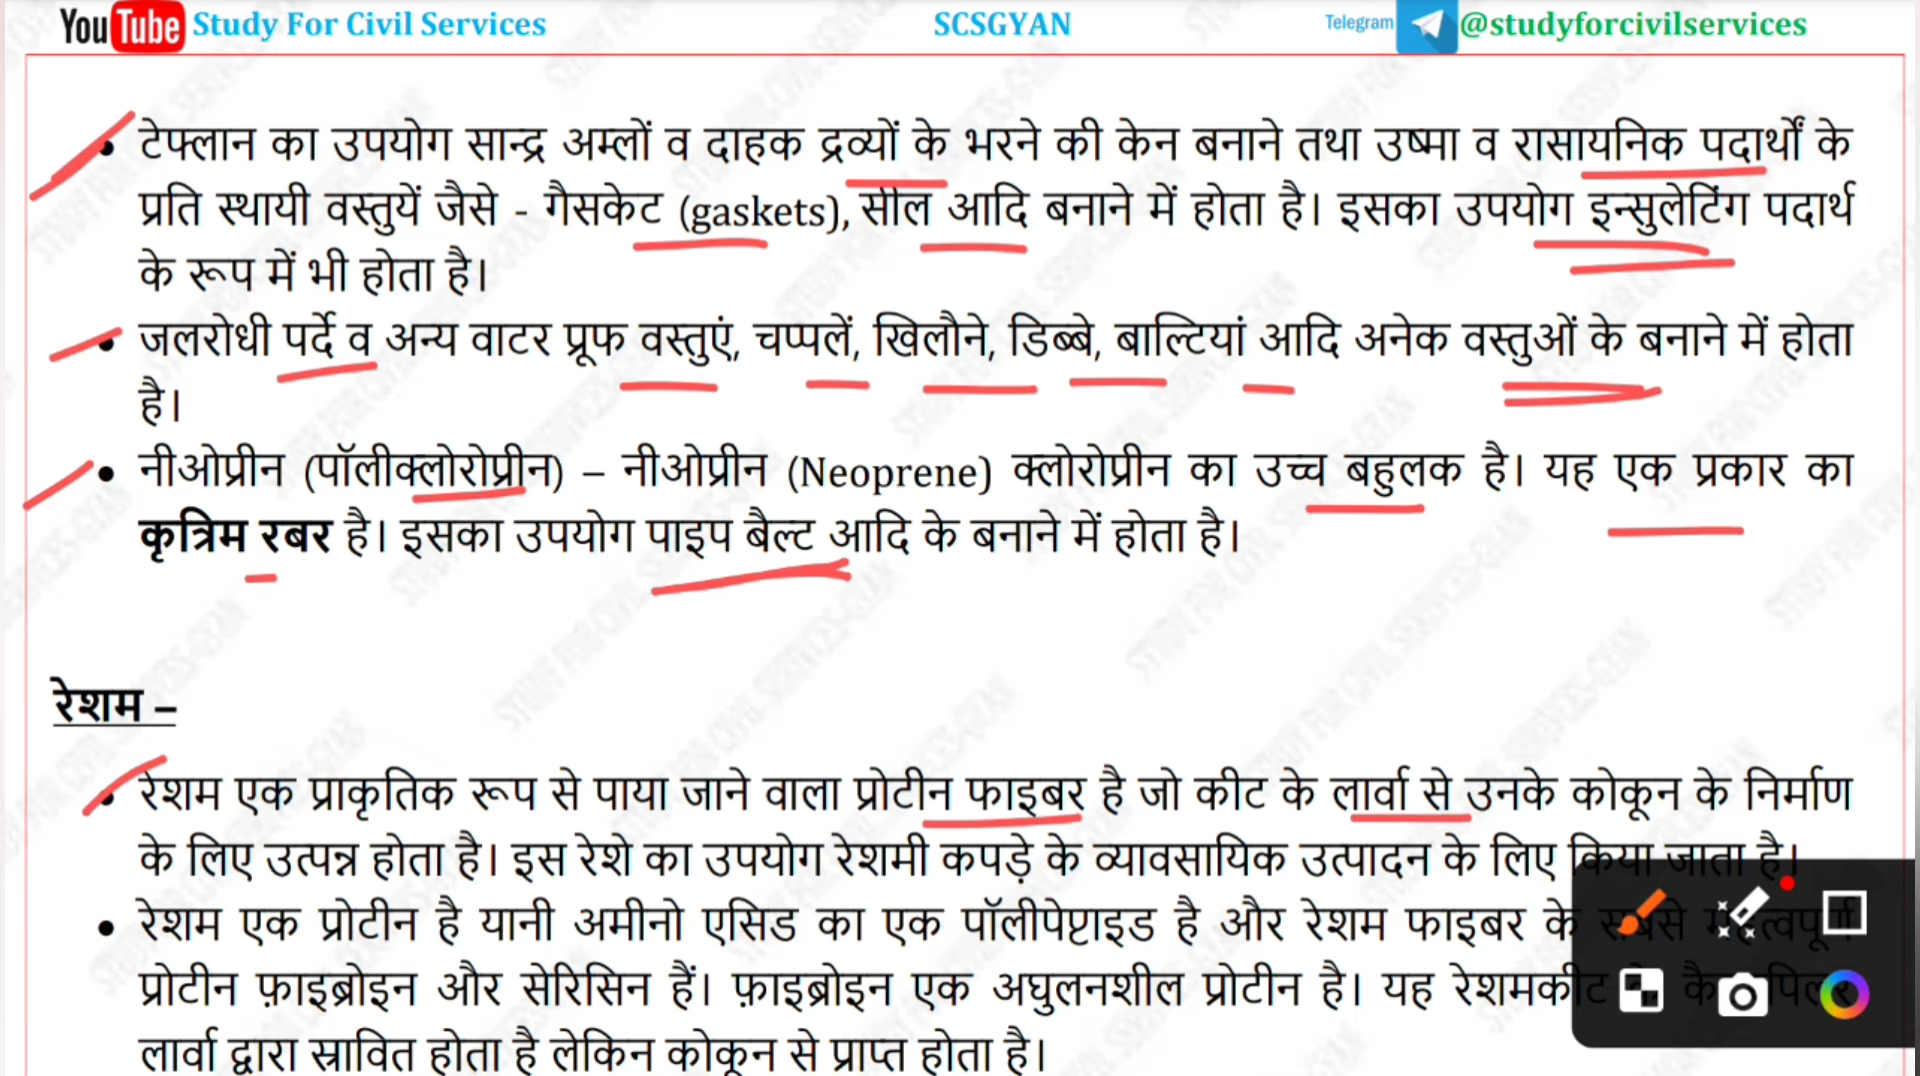 YouTube Study For Civil Services SCSGYAN Telegram @studyforcivilservices
• टेफ्लान का उपयोग सान्द्र अम्लों व दाहक द्रव्यों के भरने की केन बनाने तथा उष्मा व रासायनिक पदार्थों के
प्रति स्थायी वस्तुयें जैसे - गैसकेट (gaskets), सील आदि बनाने में होता है। इसका उपयोग इन्सुलेटिंग पदार्थ
के रूप में भी होता है।
• जलरोधी पर्दे व अन्य वाटर प्रूफ वस्तुएं, चप्पलें, खिलौने, डिब्बे, बाल्टियां आदि अनेक वस्तुओं के बनाने में होता
है।
• नीओप्रीन (पॉलीक्लोरोप्रीन) – नीओप्रीन (Neoprene) क्लोरोप्रीन का उच्च बहुलक है। यह एक प्रकार का
कृत्रिम रबर है। इसका उपयोग पाइप बैल्ट आदि के बनाने में होता है।
रेशम –
• रेशम एक प्राकृतिक रूप से पाया जाने वाला प्रोटीन फाइबर है जो कीट के लार्वा से उनके कोकून के निर्माण
के लिए उत्पन्न होता है। इस रेशे का उपयोग रेशमी कपड़े के व्यावसायिक उत्पादन के लिए किया जाता है।
• रेशम एक प्रोटीन है यानी अमीनो एसिड का एक पॉलीपेप्टाइड है और रेशम फाइबर के सबसे महत्वपूर्ण
प्रोटीन फ़ाइब्रोइन और सेरिसिन हैं। फ़ाइब्रोइन एक अघुलनशील प्रोटीन है। यह रेशमकीट
लार्वा द्वारा स्रावित होता है लेकिन कोकून से प्राप्त होता है।